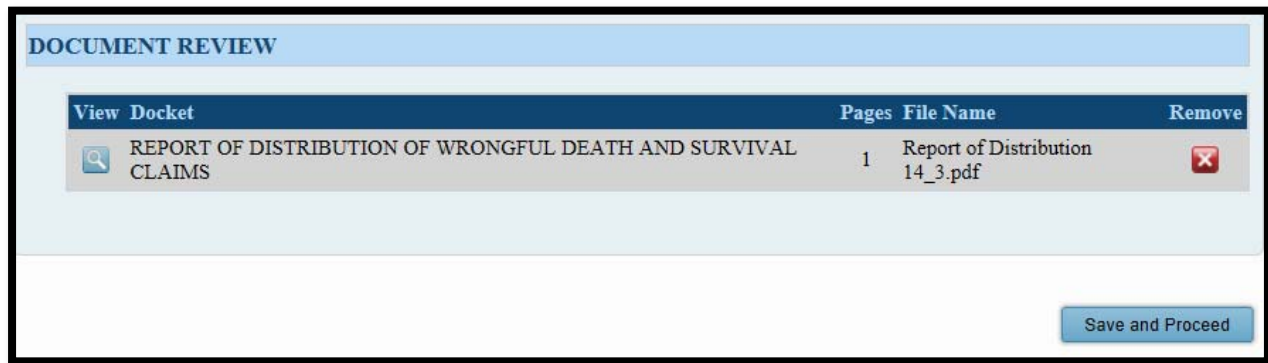 DOCUMENT REVIEW
View Docket Pages File Name Remove
REPORT OF DISTRIBUTION OF WRONGFUL DEATH AND SURVIVAL CLAIMS 1 Report of Distribution 14_3.pdf
Save and Proceed